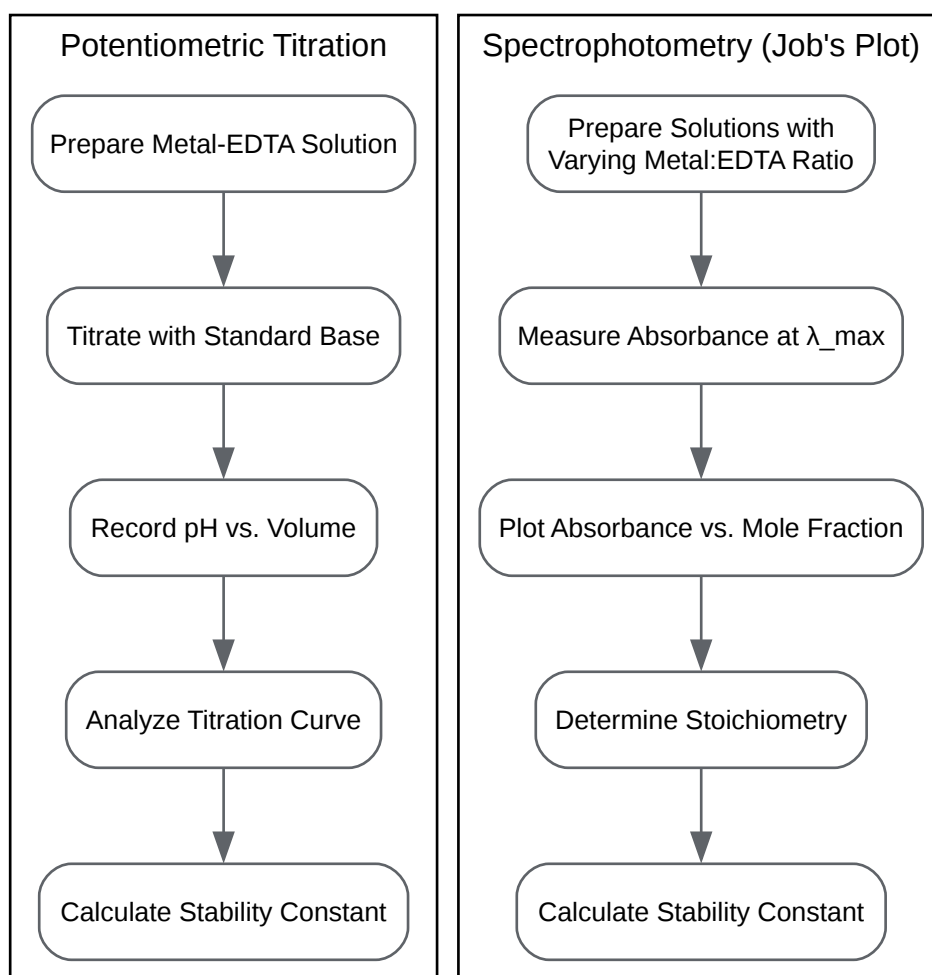 Potentiometric Titration
Prepare Metal-EDTA Solution
Titrate with Standard Base
Record pH vs. Volume
Analyze Titration Curve
Calculate Stability Constant
Spectrophotometry (Job's Plot)
Prepare Solutions with
Varying Metal:EDTA Ratio
Measure Absorbance at λ_max
Plot Absorbance vs. Mole Fraction
Determine Stoichiometry
Calculate Stability Constant